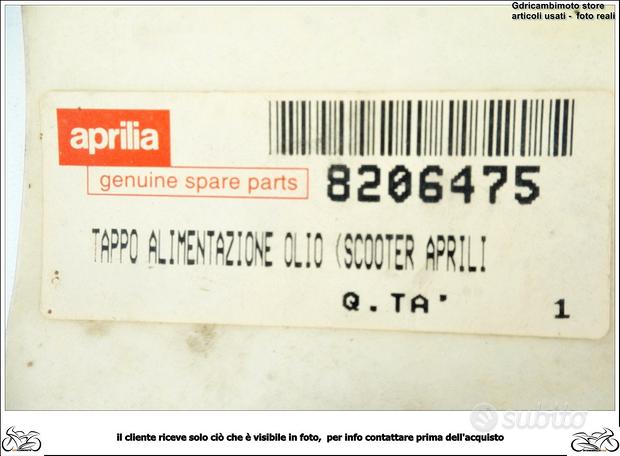 Gdricambimoto store
articoli usati - foto reali
aprilia
genuine spare parts
8206475
TAPPO ALIMENTAZIONE OLIO (SCOOTER APRILI
Q.TA' 1
subito
il cliente riceve solo ciò che è visibile in foto, per info contattare prima dell'acquisto